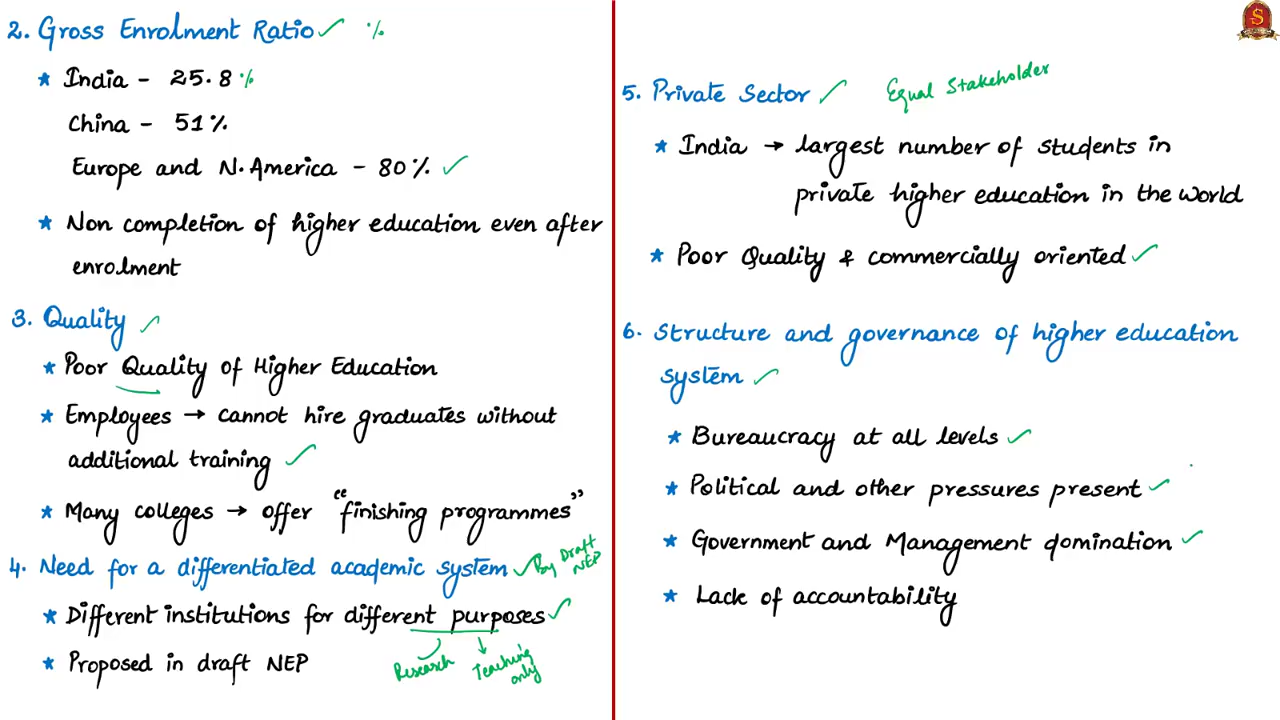 2. Gross Enrolment Ratio ✓ %
* India - 25.8%
China - 51%
Europe and N.America - 80% ✓
* Non completion of higher education even after
enrolment
3. Quality ✓
* Poor Quality of Higher Education
* Employees → cannot hire graduates without
additional training ✓
* Many colleges → offer "finishing programmes"
4. Need for a differentiated academic system ✓ By Draft
NEP
* Different institutions for different purposes ✓
Research Teaching
only
* Proposed in draft NEP
5. Private Sector ✓ Equal Stakeholder
* India → largest number of students in
private higher education in the world
* Poor Quality & commercially oriented ✓
6. Structure and governance of higher education
system ✓
* Bureaucracy at all levels ✓
* Political and other pressures present ✓
* Government and Management domination ✓
* Lack of accountability
S